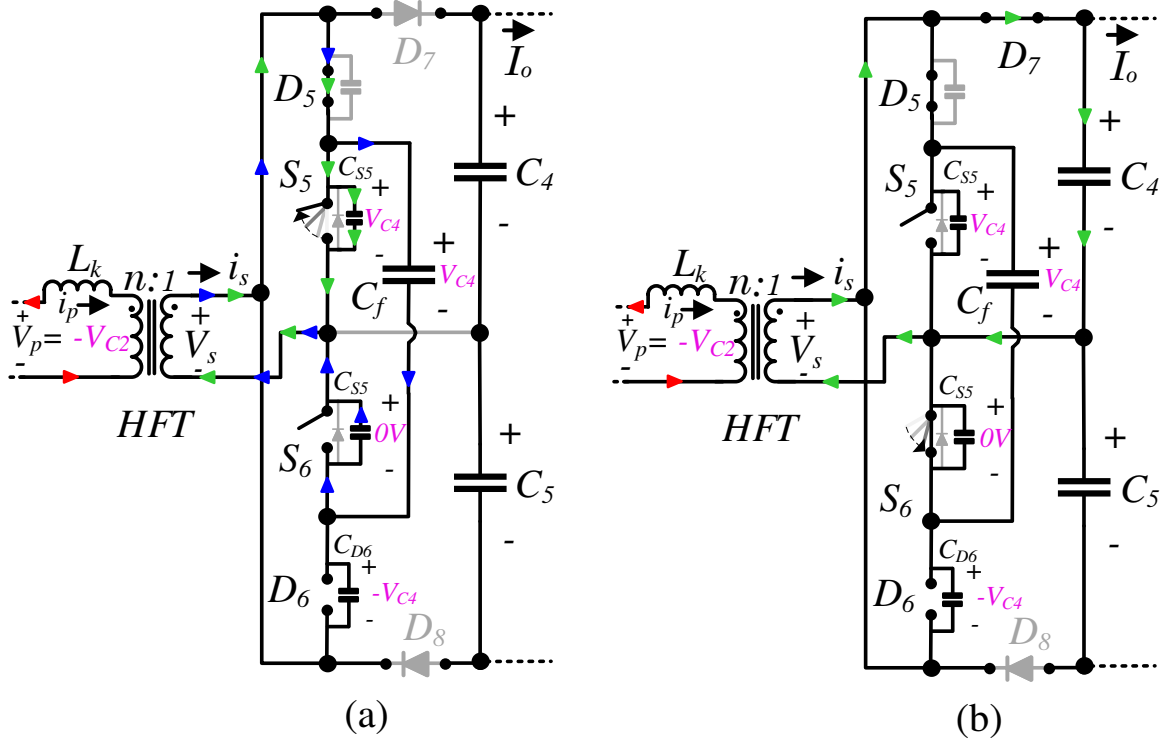 D7
Io
D5
+
S5
CS5
+
VC4
C4
-
Lk
n:1
is
-
+
VC4
+
ip
Cf
-
Vp= -VC2
+
Vs
-
-
CS5
HFT
+
0V
S6
-
+
C5
-
CD6
+
D6
-VC4
-
D8
(a)
D7
Io
D5
+
S5
CS5
+
VC4
C4
-
Lk
n:1
is
-
+
VC4
+
ip
Cf
-
Vp= -VC2
+
Vs
-
-
CS5
HFT
+
0V
-
S6
+
C5
-
CD6
+
D6
-VC4
-
D8
(b)